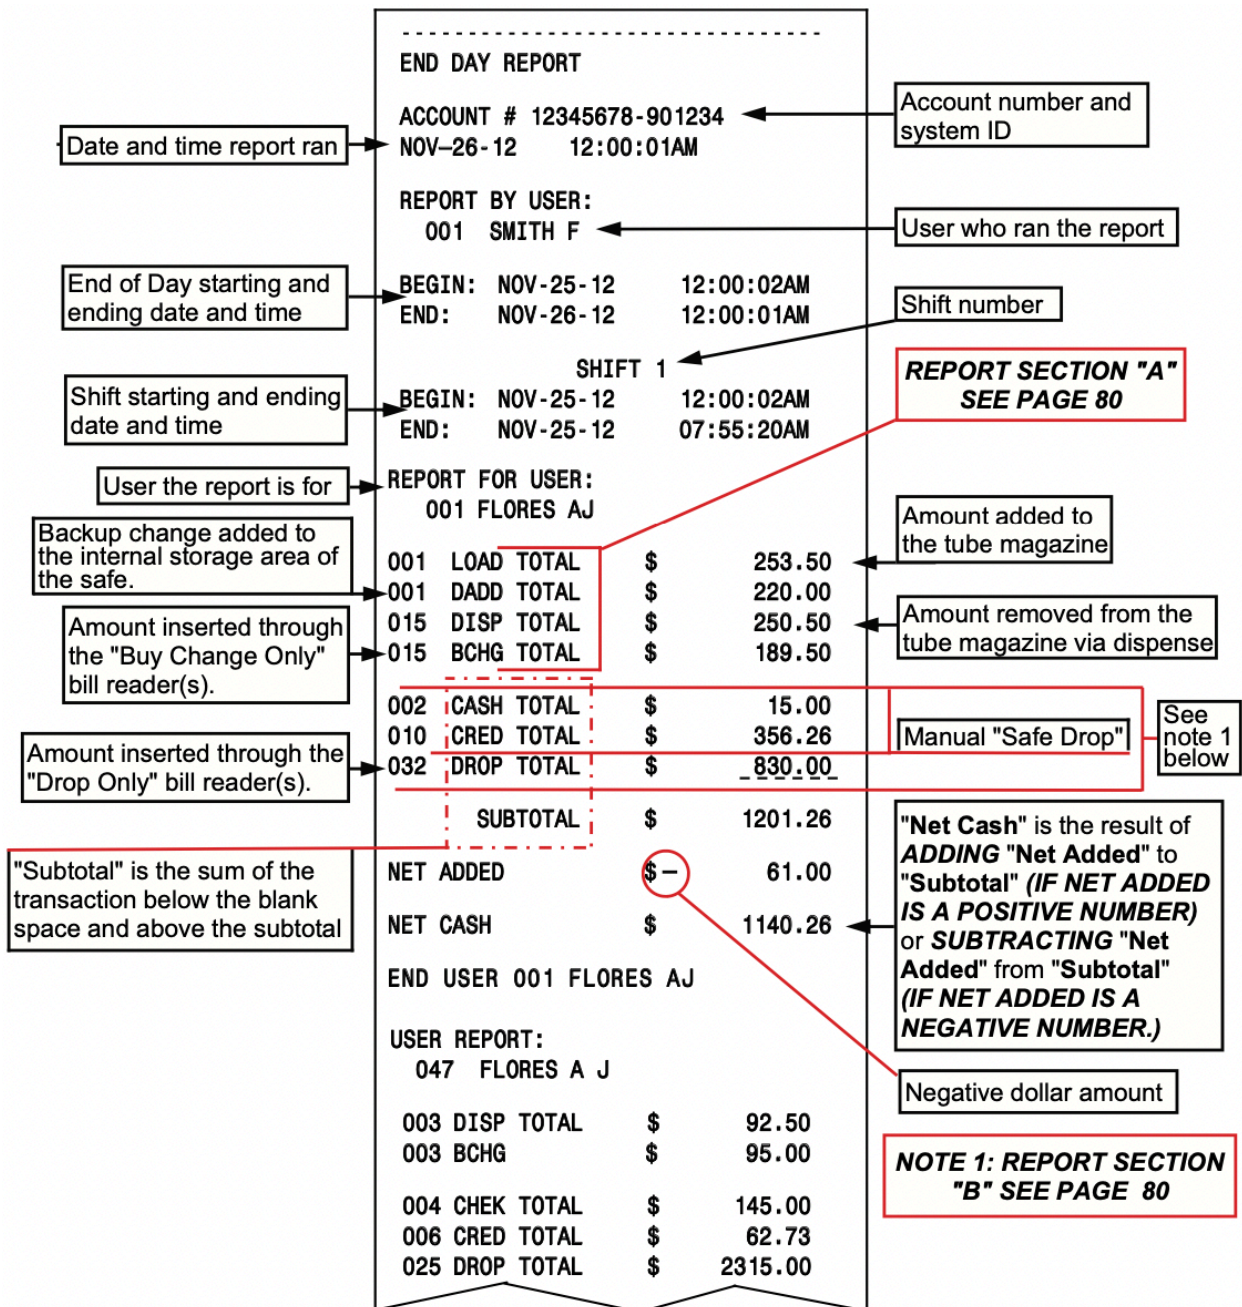 - - - - - - - - - - - - - - - - - - - - - - - - - - - - - - - -
END DAY REPORT
ACCOUNT # 12345678-901234
Account number and
system ID
Date and time report ran
NOV–26-12 12:00:01AM
REPORT BY USER:
001 SMITH F
User who ran the report
End of Day starting and
ending date and time
BEGIN: NOV-25-12 12:00:02AM
END: NOV-26-12 12:00:01AM
Shift number
SHIFT 1
REPORT SECTION "A"
SEE PAGE 80
Shift starting and ending
date and time
BEGIN: NOV-25-12 12:00:02AM
END: NOV-25-12 07:55:20AM
User the report is for
REPORT FOR USER:
001 FLORES AJ
Backup change added to
the internal storage area of
the safe.
Amount added to
the tube magazine
001 LOAD TOTAL $ 253.50
001 DADD TOTAL $ 220.00
015 DISP TOTAL $ 250.50
015 BCHG TOTAL $ 189.50
Amount removed from the
tube magazine via dispense
Amount inserted through
the "Buy Change Only"
bill reader(s).
002 CASH TOTAL $ 15.00
010 CRED TOTAL $ 356.26
032 DROP TOTAL $ 830.00
Manual "Safe Drop"
See
note 1
below
Amount inserted through the
"Drop Only" bill reader(s).
SUBTOTAL $ 1201.26
"Subtotal" is the sum of the
transaction below the blank
space and above the subtotal
NET ADDED $– 61.00
NET CASH $ 1140.26
"Net Cash" is the result of
ADDING "Net Added" to
"Subtotal" (IF NET ADDED
IS A POSITIVE NUMBER)
or SUBTRACTING "Net
Added" from "Subtotal"
(IF NET ADDED IS A
NEGATIVE NUMBER.)
END USER 001 FLORES AJ
USER REPORT:
047 FLORES A J
Negative dollar amount
003 DISP TOTAL $ 92.50
003 BCHG $ 95.00
NOTE 1: REPORT SECTION
"B" SEE PAGE 80
004 CHEK TOTAL $ 145.00
006 CRED TOTAL $ 62.73
025 DROP TOTAL $ 2315.00